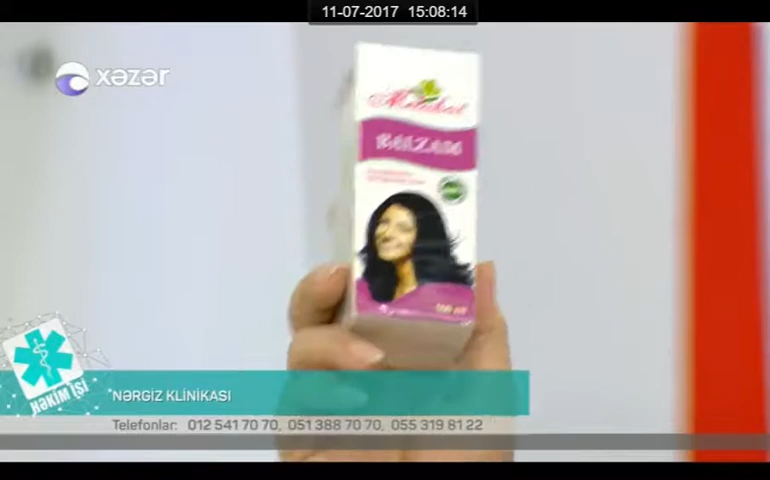 11-07-2017 15:08:14
xəzər
BALZAM
HƏKİM İŞİ
"NƏRGİZ KLİNİKASI
Telefonlar: 012 541 70 70, 051 388 70 70, 055 319 81 22